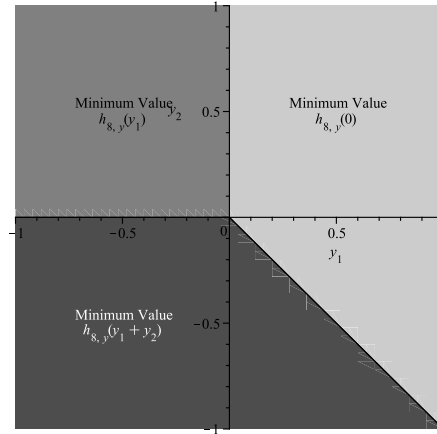 1
Minimum Value
h8, y(y1)
y2
0.5
Minimum Value
h8, y(0)
−1
−0.5
0
0.5
y1
Minimum Value
h8, y(y1 + y2)
−0.5
−1